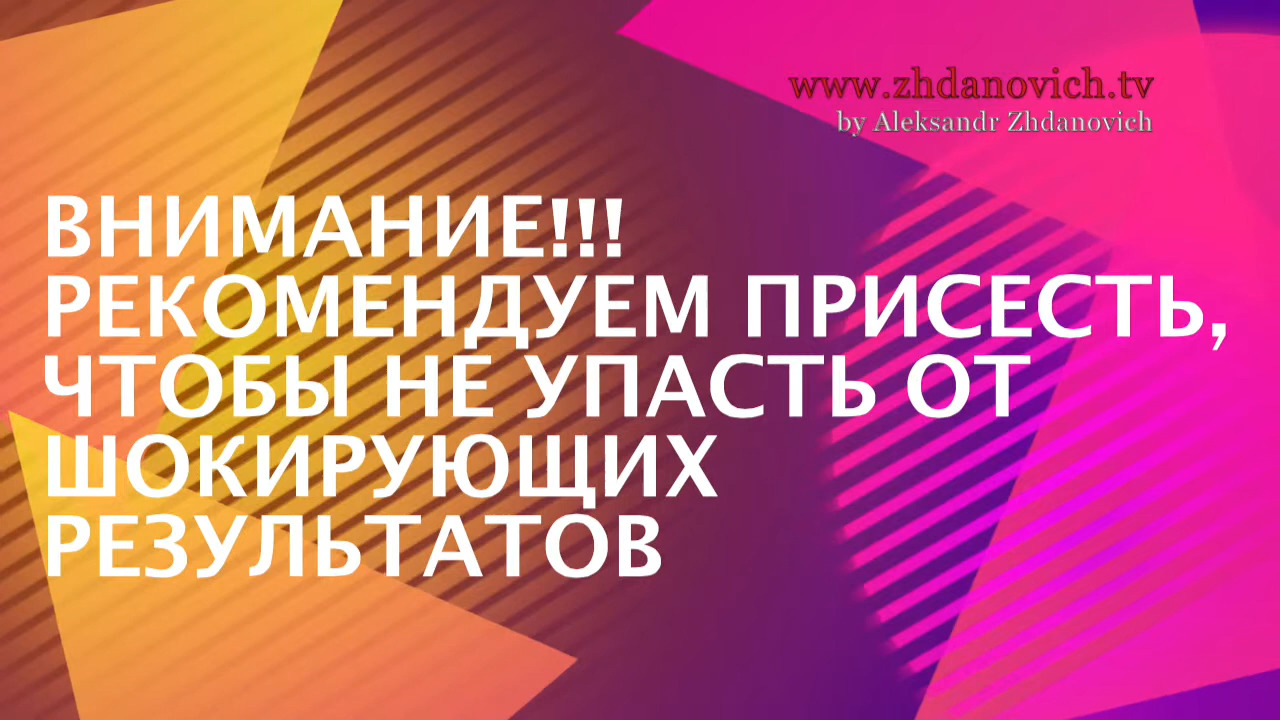 www.zhdanovich.tv
by Aleksandr Zhdanovich
ВНИМАНИЕ!!!
РЕКОМЕНДУЕМ ПРИСЕСТЬ,
ЧТОБЫ НЕ УПАСТЬ ОТ
ШОКИРУЮЩИХ
РЕЗУЛЬТАТОВ